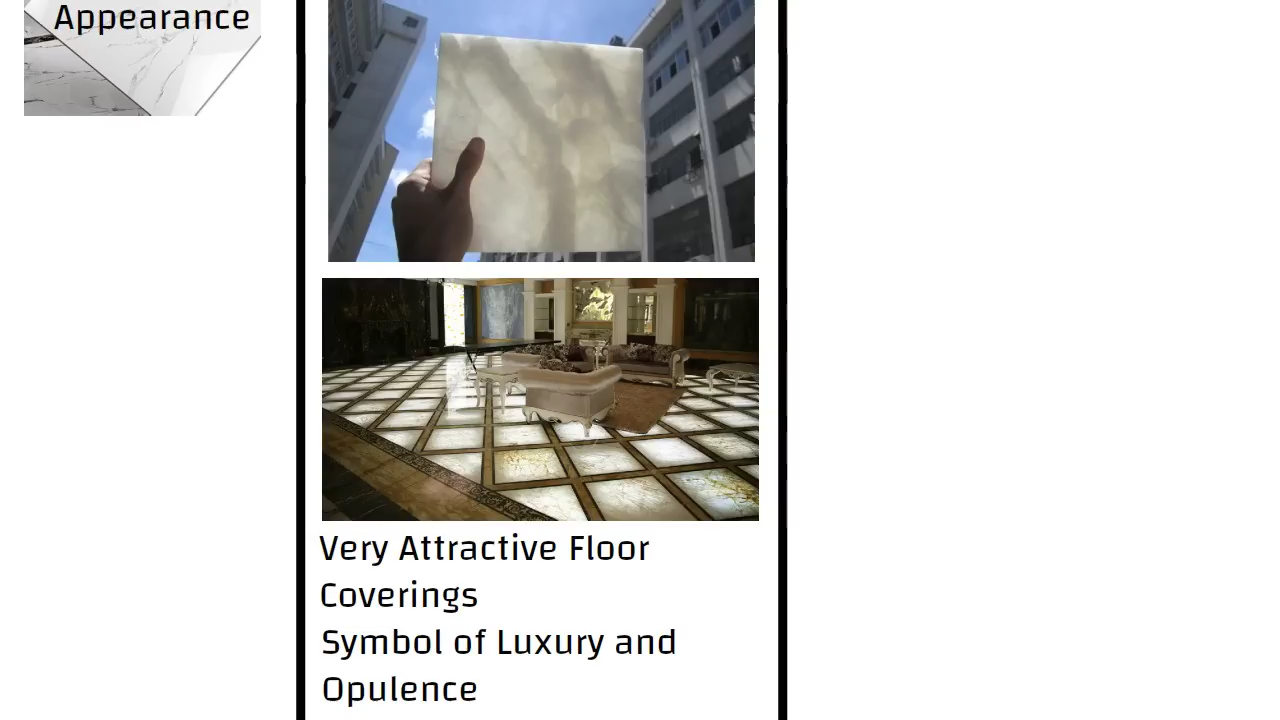 Appearance
Very Attractive Floor
Coverings
Symbol of Luxury and
Opulence